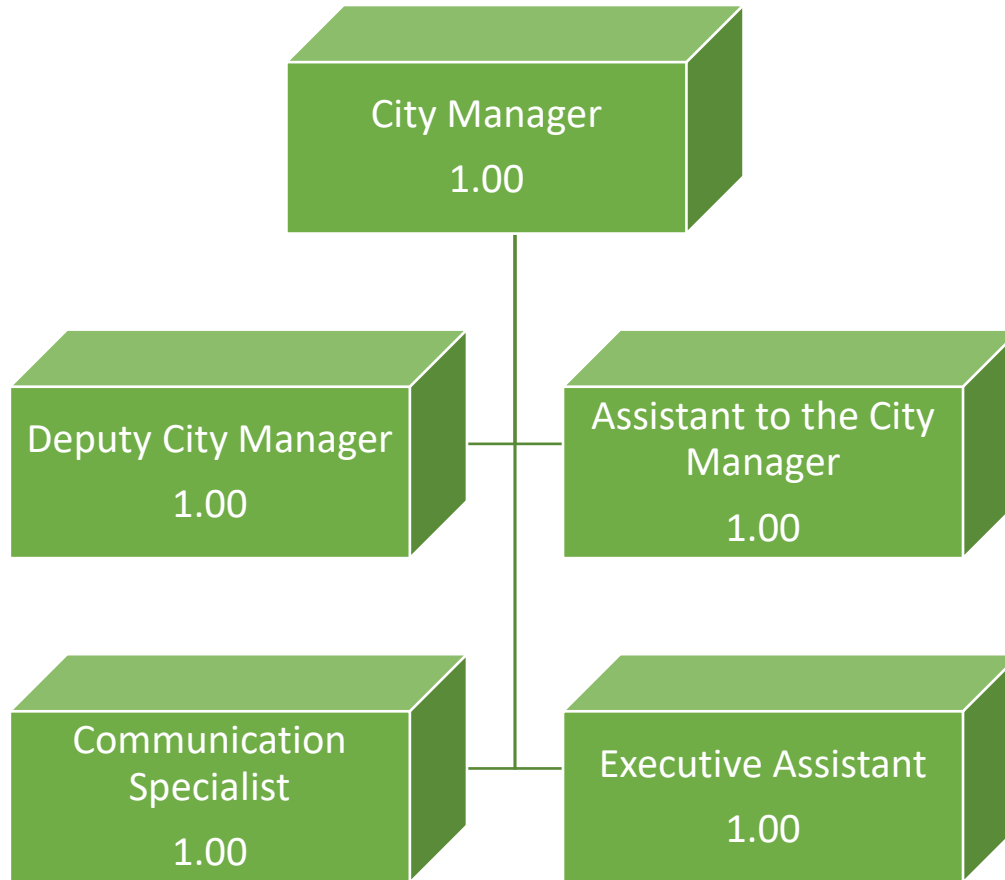 City Manager
1.00
Deputy City Manager
1.00
Assistant to the City
Manager
1.00
Communication
Specialist
1.00
Executive Assistant
1.00